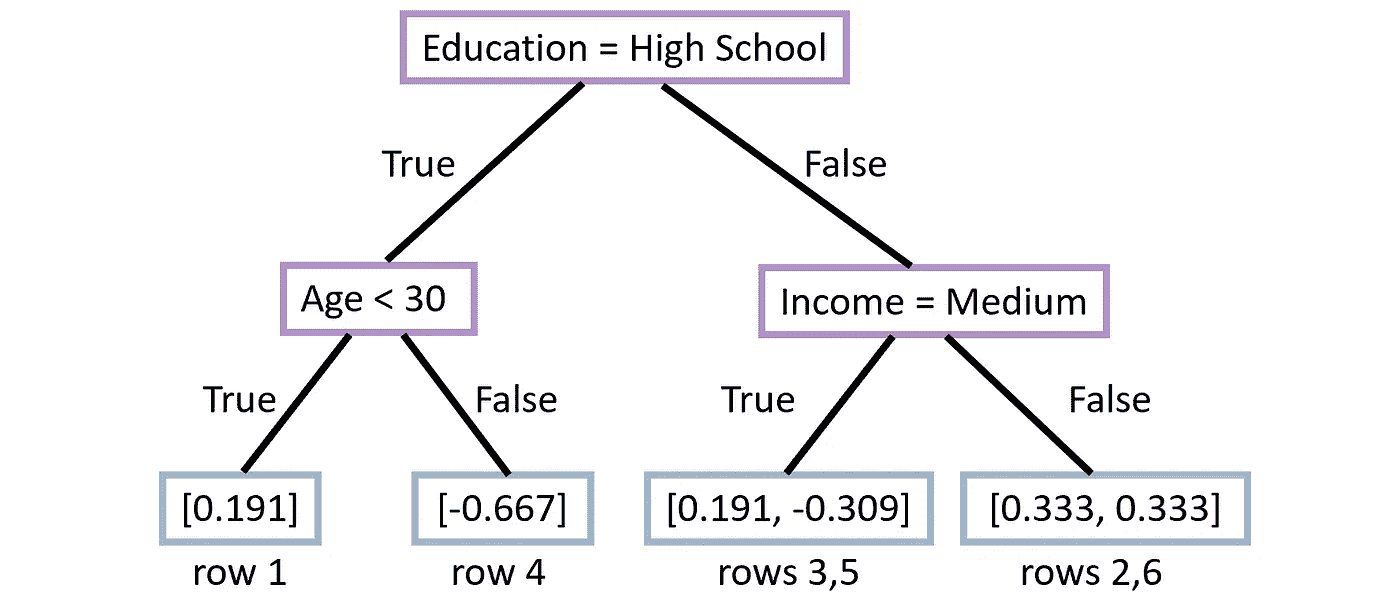 Education = High School
True
False
Age < 30
Income = Medium
True
False
True
False
[0.191]
[-0.667]
[0.191, -0.309]
[0.333, 0.333]
row 1
row 4
rows 3,5
rows 2,6